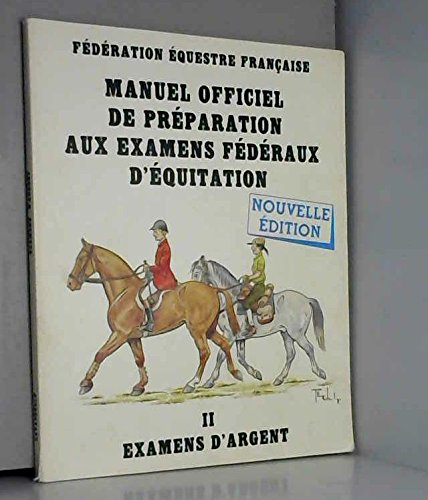 FÉDÉRATION ÉQUESTRE FRANÇAISE
MANUEL OFFICIEL
DE PRÉPARATION
AUX EXAMENS FÉDÉRAUX
D'ÉQUITATION
NOUVELLE
ÉDITION
II
EXAMENS D'ARGENT